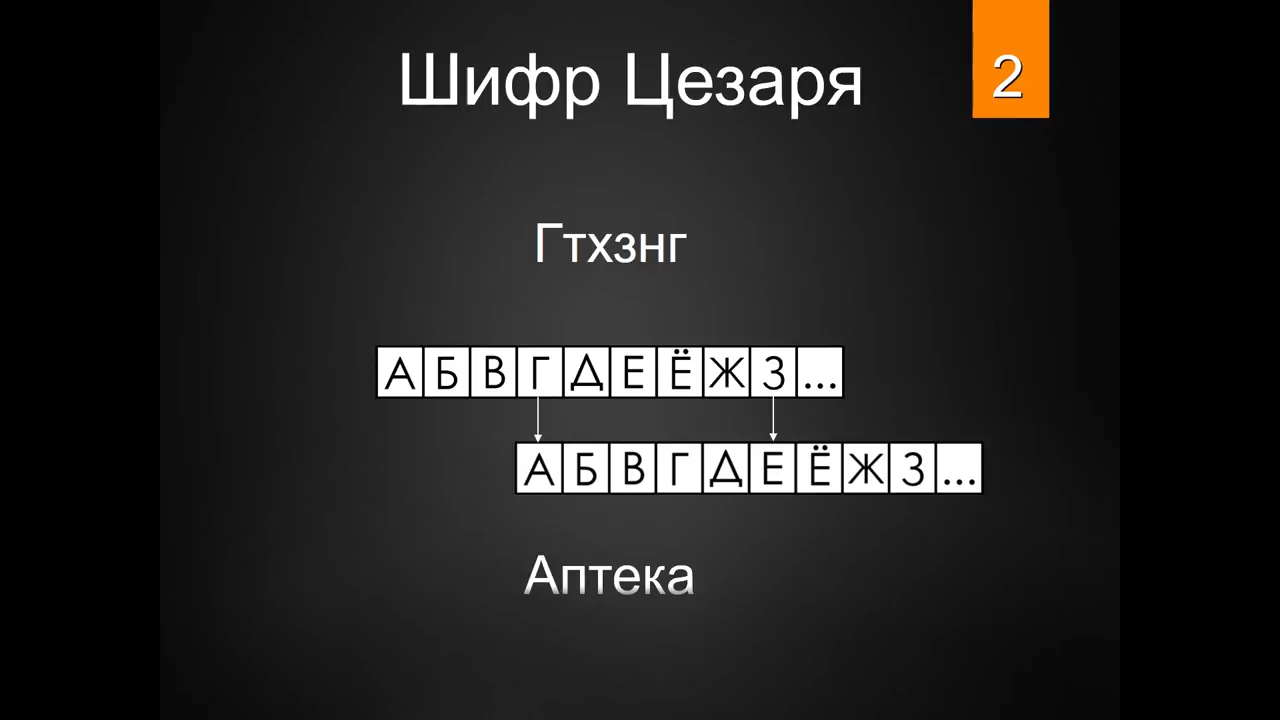 Шифр Цезаря
2
Гтхзнг
А Б В Г Д Е Ё Ж З ...
А Б В Г Д Е Ё Ж З ...
Аптека